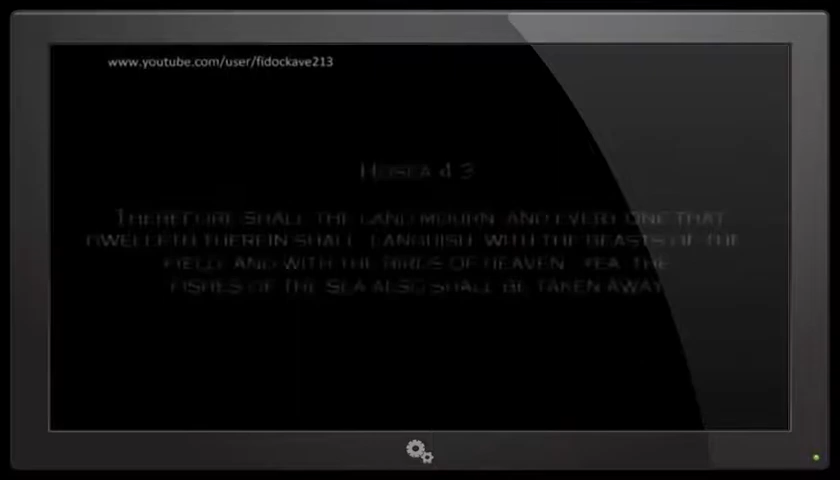 www.youtube.com/user/fidockave213
Hosea 4 3
Therefore shall the land mourn, and every one that
dwelleth therein shall languish, with the beasts of the
field, and with the birds of heaven, yea, the
fishes of the Sea also shall be taken away